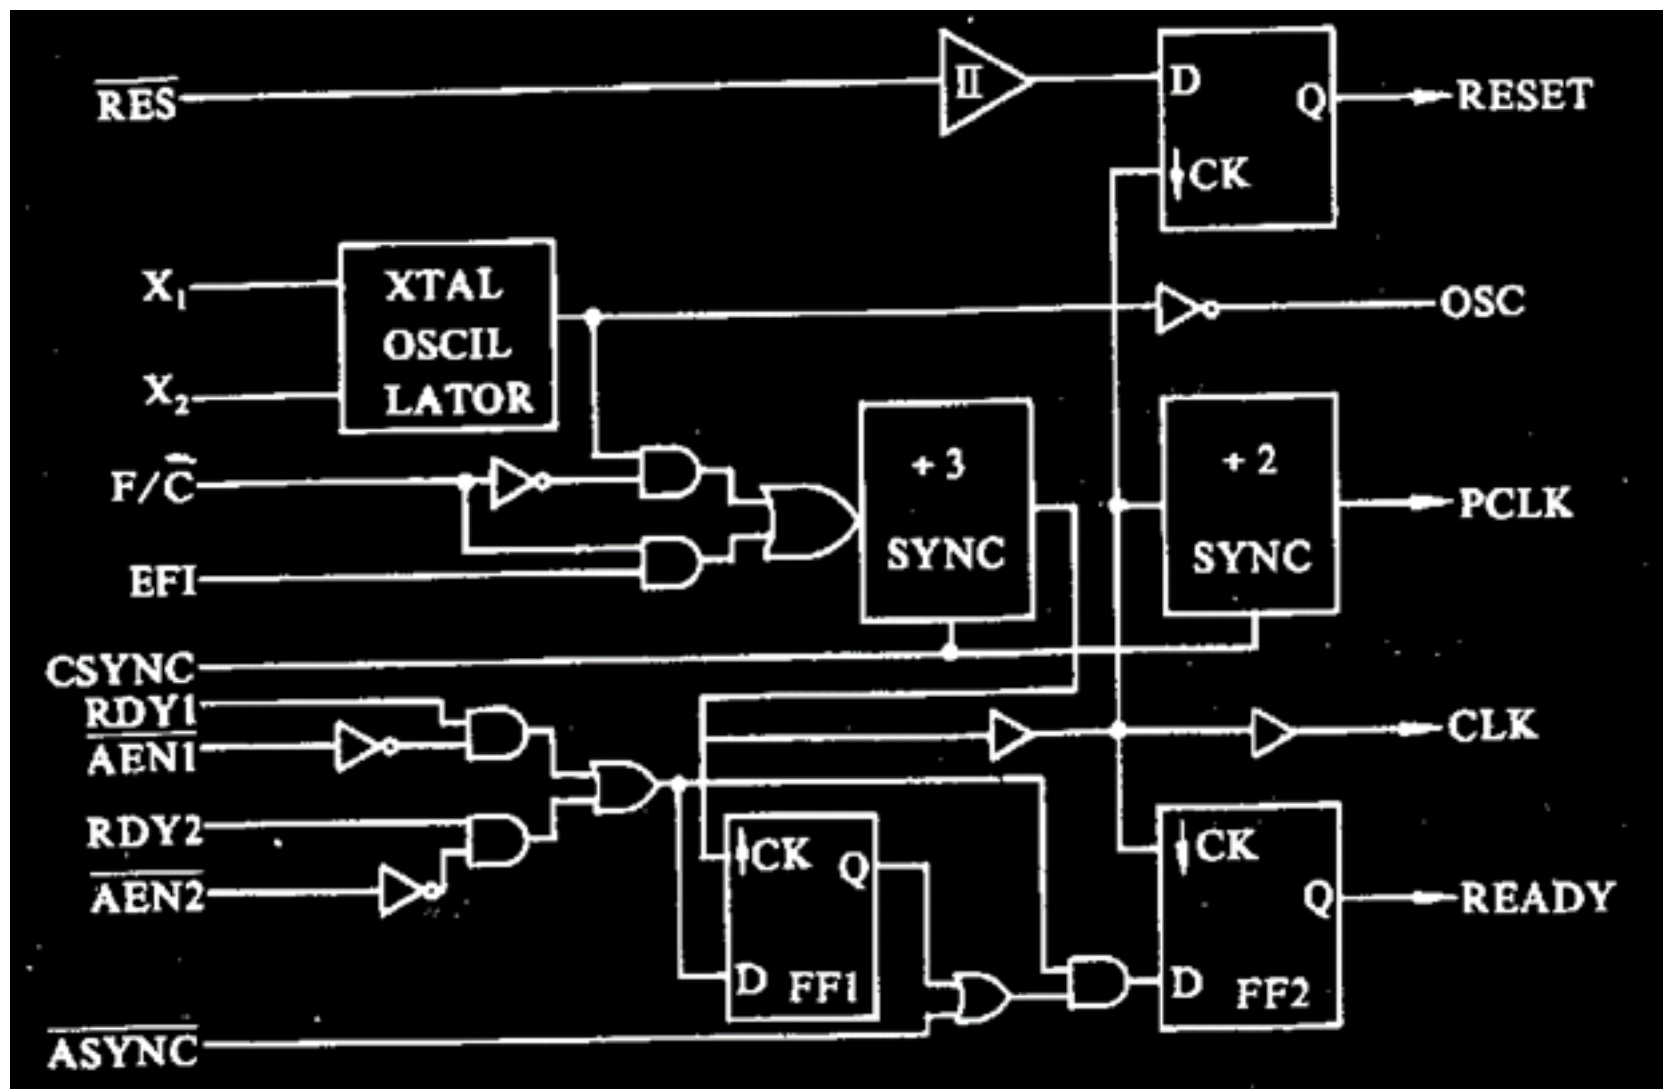 RES
II
D
Q
RESET
CK
X1
XTAL
OSCIL
LATOR
X2
OSC
F/C
÷3
SYNC
÷2
SYNC
PCLK
EFI
CSYNC
RDY1
AEN1
CLK
RDY2
AEN2
CK
Q
D
FF1
CK
Q
READY
D
FF2
ASYNC